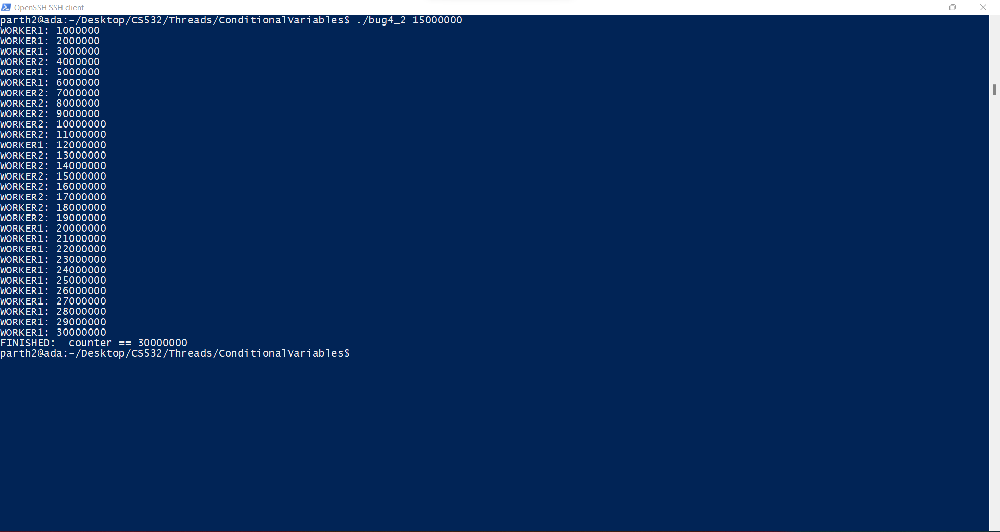 OpenSSH SSH client
parth2@ada:~/Desktop/CS532/Threads/ConditionalVariables$ ./bug4_2 15000000
WORKER1: 1000000
WORKER1: 2000000
WORKER1: 3000000
WORKER2: 4000000
WORKER1: 5000000
WORKER1: 6000000
WORKER2: 7000000
WORKER2: 8000000
WORKER2: 9000000
WORKER2: 10000000
WORKER2: 11000000
WORKER1: 12000000
WORKER2: 13000000
WORKER2: 14000000
WORKER2: 15000000
WORKER2: 16000000
WORKER2: 17000000
WORKER2: 18000000
WORKER2: 19000000
WORKER1: 20000000
WORKER1: 21000000
WORKER1: 22000000
WORKER1: 23000000
WORKER1: 24000000
WORKER1: 25000000
WORKER1: 26000000
WORKER1: 27000000
WORKER1: 28000000
WORKER1: 29000000
WORKER1: 30000000
FINISHED:  counter == 30000000
parth2@ada:~/Desktop/CS532/Threads/ConditionalVariables$